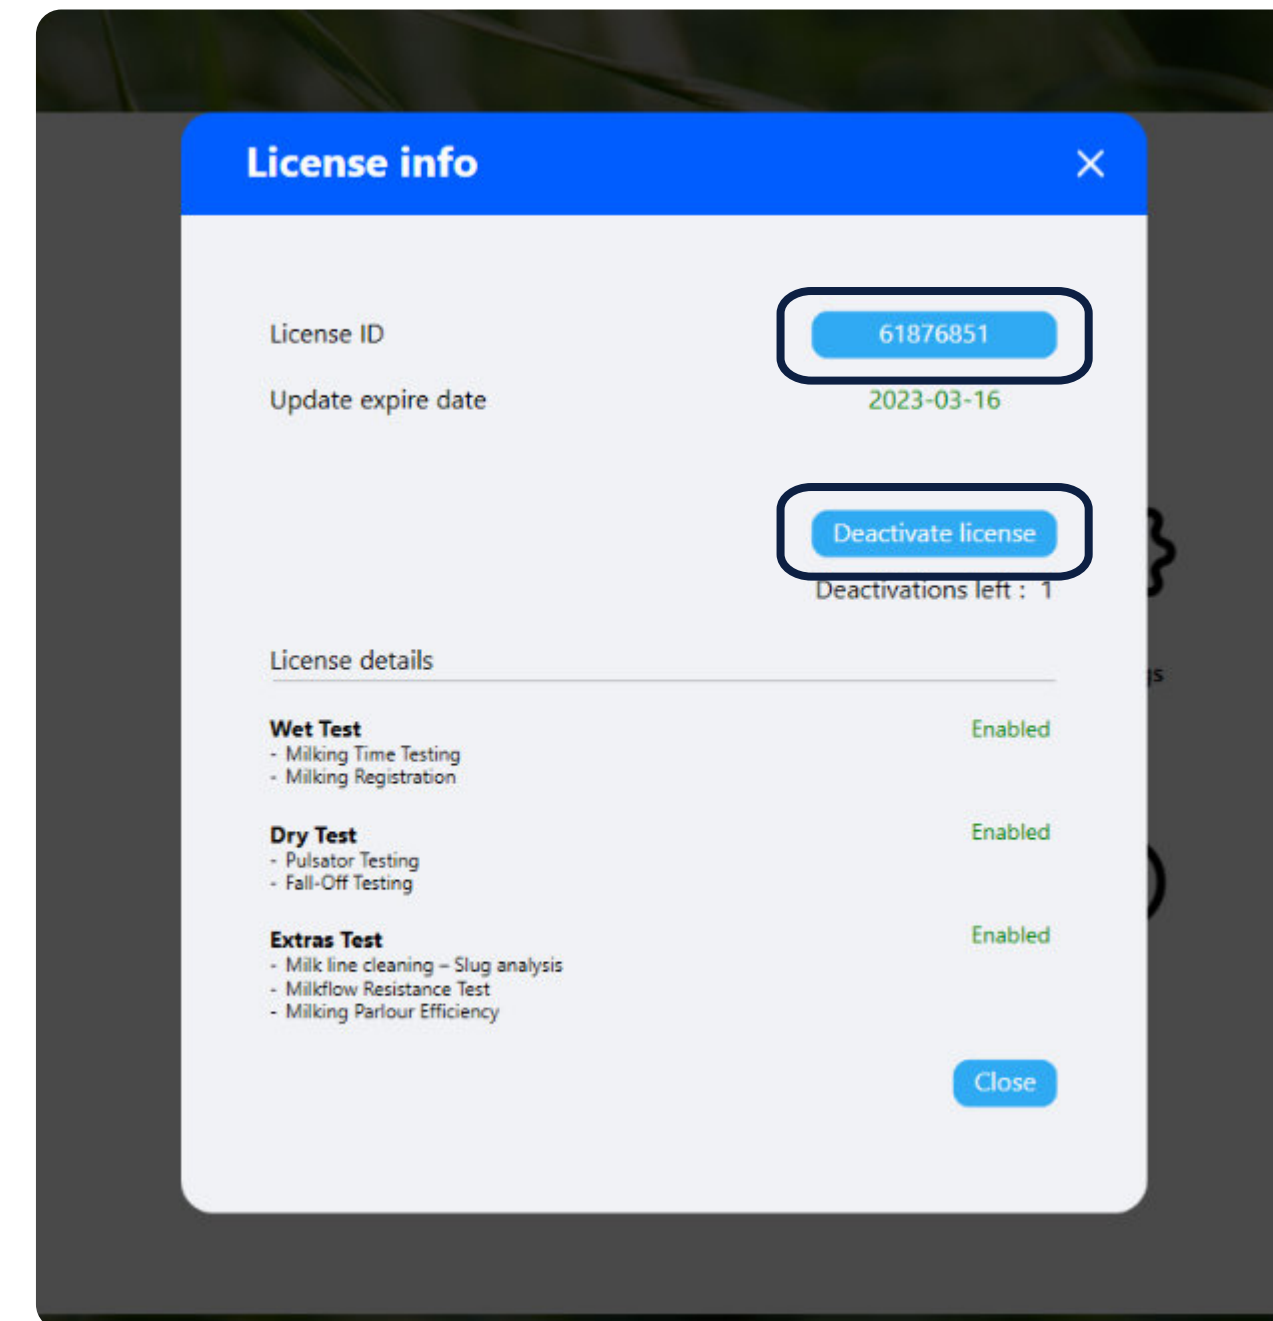 License info
License ID 61876851
Update expire date 2023-03-16
Deactivate license
Deactivations left : 1
License details
Wet Test Enabled
- Milking Time Testing
- Milking Registration
Dry Test Enabled
- Pulsator Testing
- Fall-Off Testing
Extras Test Enabled
- Milk line cleaning – Slug analysis
- Milkflow Resistance Test
- Milking Parlour Efficiency
Close